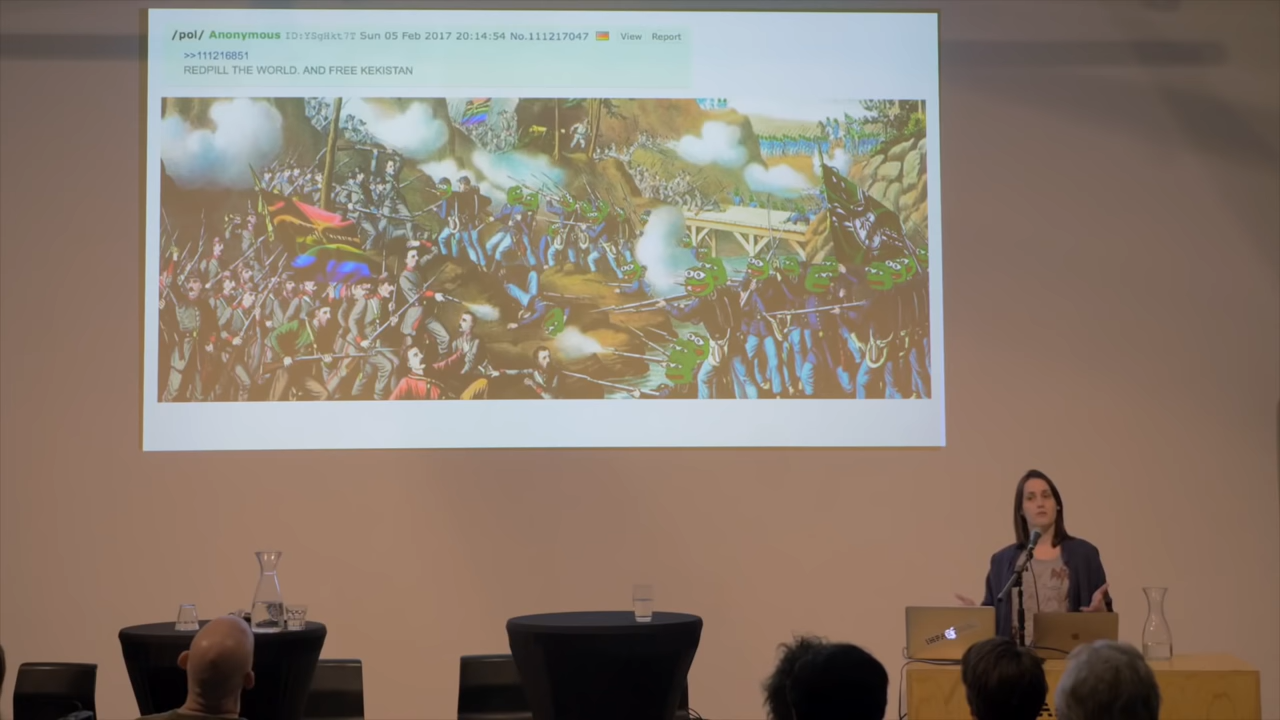 /pol/ Anonymous ID:YSgHkt7T Sun 05 Feb 2017 20:14:54 No.111217047 View Report
>>111216851
REDPILL THE WORLD. AND FREE KEKISTAN